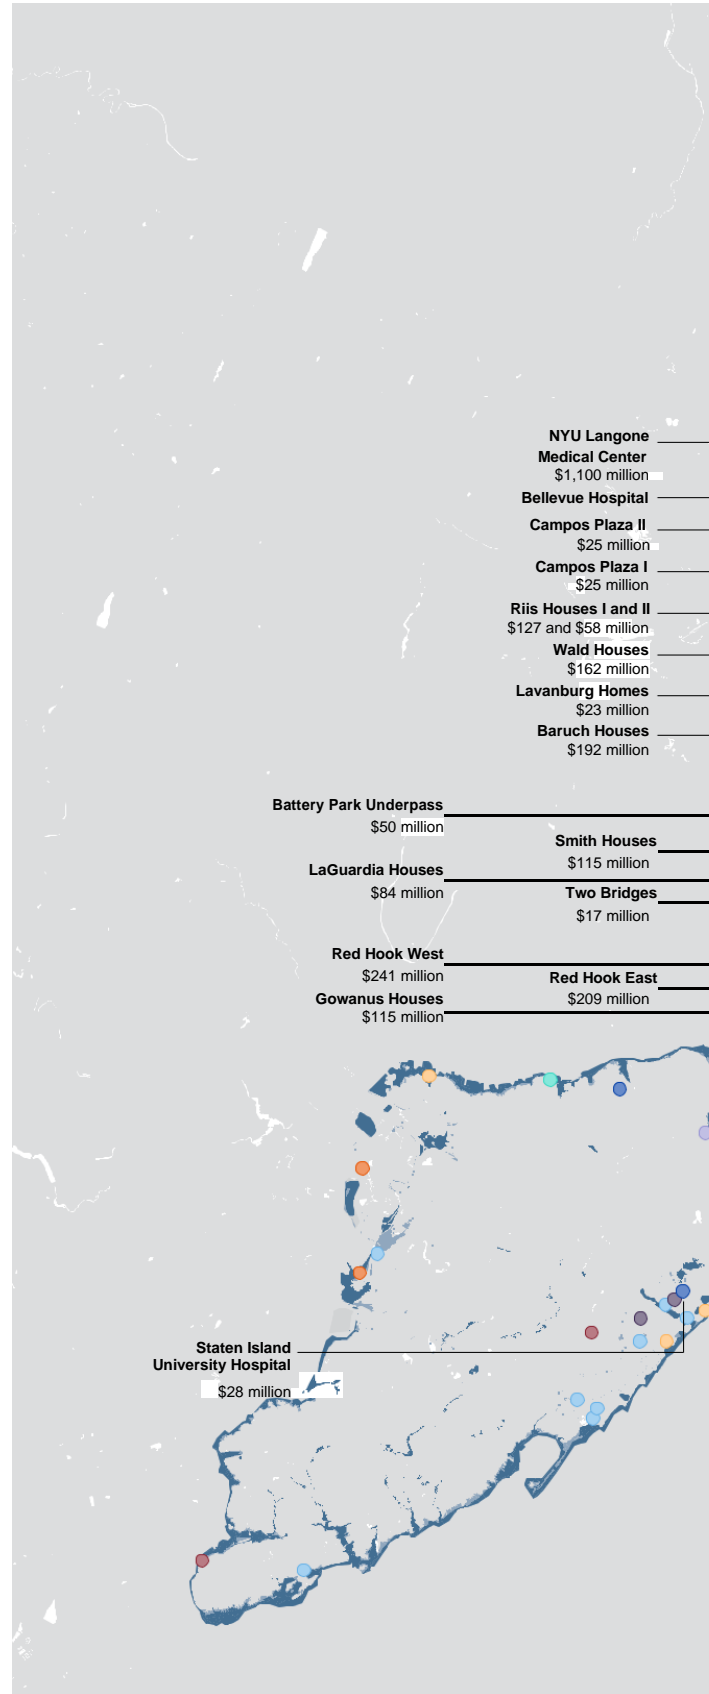 NYU Langone
Medical Center
$1,100 million
Bellevue Hospital
Campos Plaza II
$25 million
Campos Plaza I
$25 million
Riis Houses I and II
$127 and $58 million
Wald Houses
$162 million
Lavanburg Homes
$23 million
Baruch Houses
$192 million
Battery Park Underpass
$50 million
Smith Houses
$115 million
LaGuardia Houses
$84 million
Two Bridges
$17 million
Red Hook West
$241 million
Red Hook East
$209 million
Gowanus Houses
$115 million
Staten Island
University Hospital
$28 million